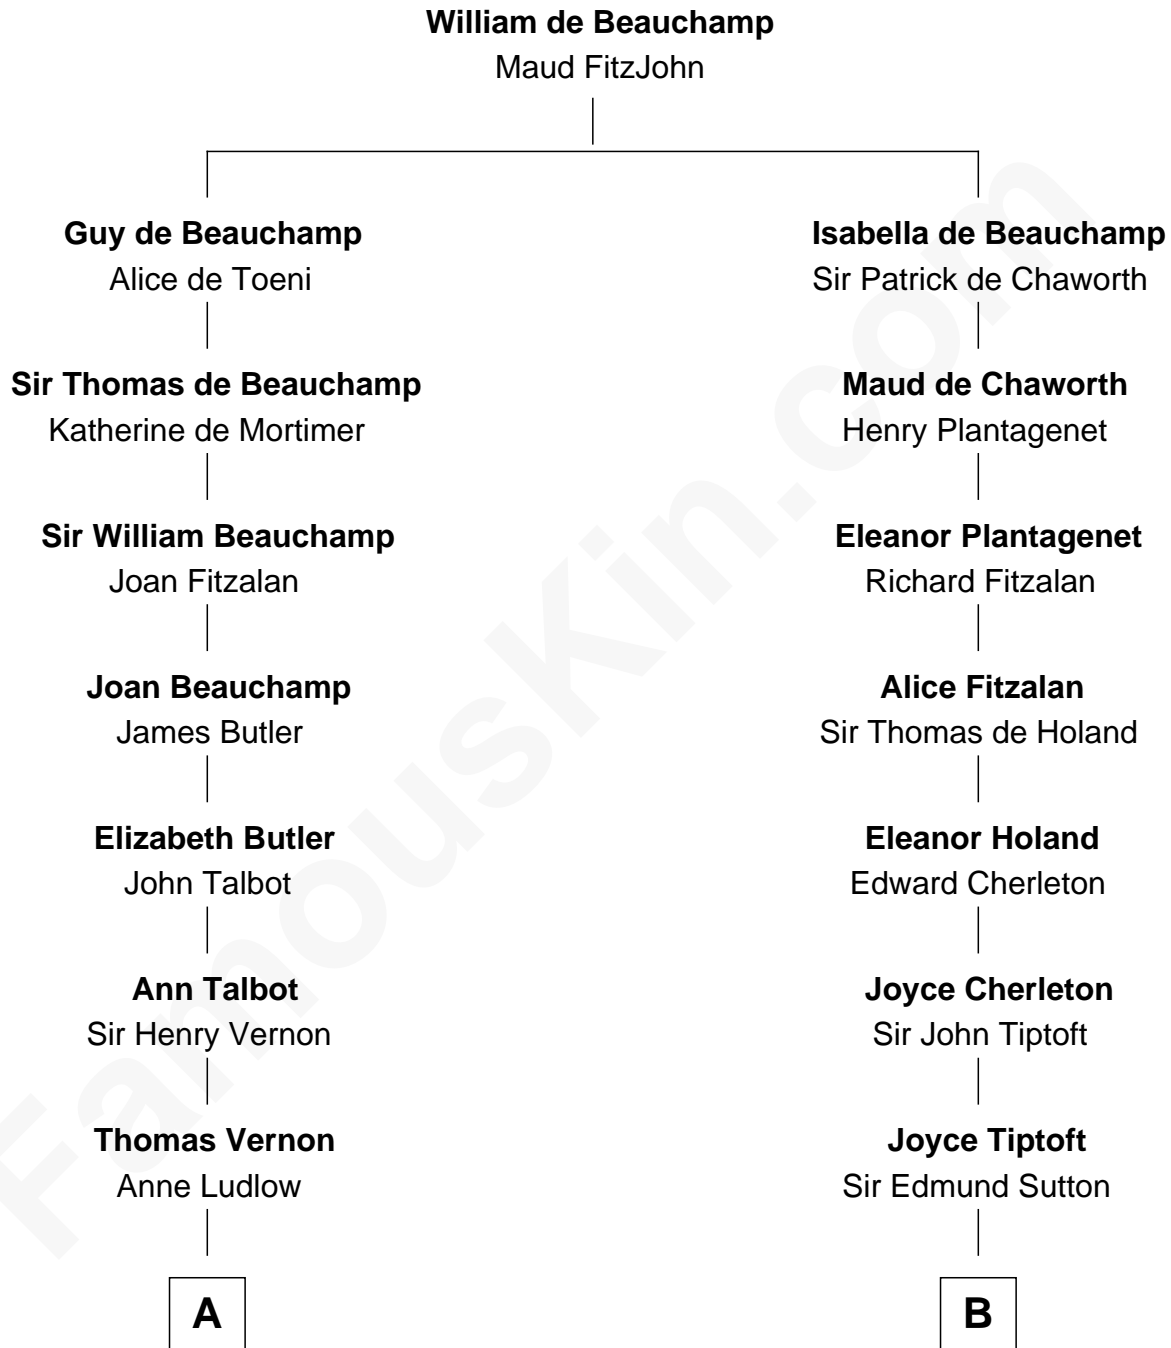 William de Beauchamp
Maud FitzJohn
Guy de Beauchamp
Alice de Toeni
Isabella de Beauchamp
Sir Patrick de Chaworth
Sir Thomas de Beauchamp
Katherine de Mortimer
Maud de Chaworth
Henry Plantagenet
Sir William Beauchamp
Joan Fitzalan
Eleanor Plantagenet
Richard Fitzalan
Joan Beauchamp
James Butler
Alice Fitzalan
Sir Thomas de Holand
Elizabeth Butler
John Talbot
Eleanor Holand
Edward Cherleton
Ann Talbot
Sir Henry Vernon
Joyce Cherleton
Sir John Tiptoft
Thomas Vernon
Anne Ludlow
Joyce Tiptoft
Sir Edmund Sutton
A
B
FamousKin.com